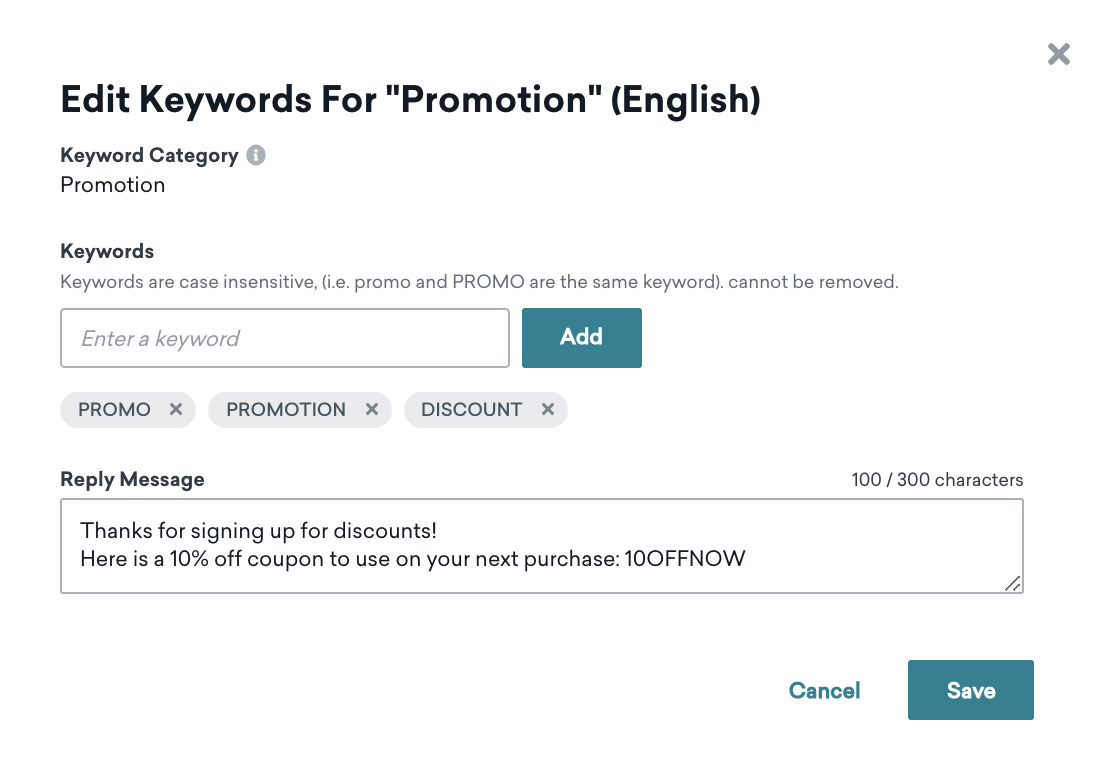 Edit Keywords For "Promotion" (English)
Keyword Category
Promotion
Keywords
Keywords are case insensitive, (i.e. promo and PROMO are the same keyword). cannot be removed.
Enter a keyword
Add
PROMO
PROMOTION
DISCOUNT
Reply Message
100 / 300 characters
Thanks for signing up for discounts!
Here is a 10% off coupon to use on your next purchase: 10OFFNOW
Cancel
Save